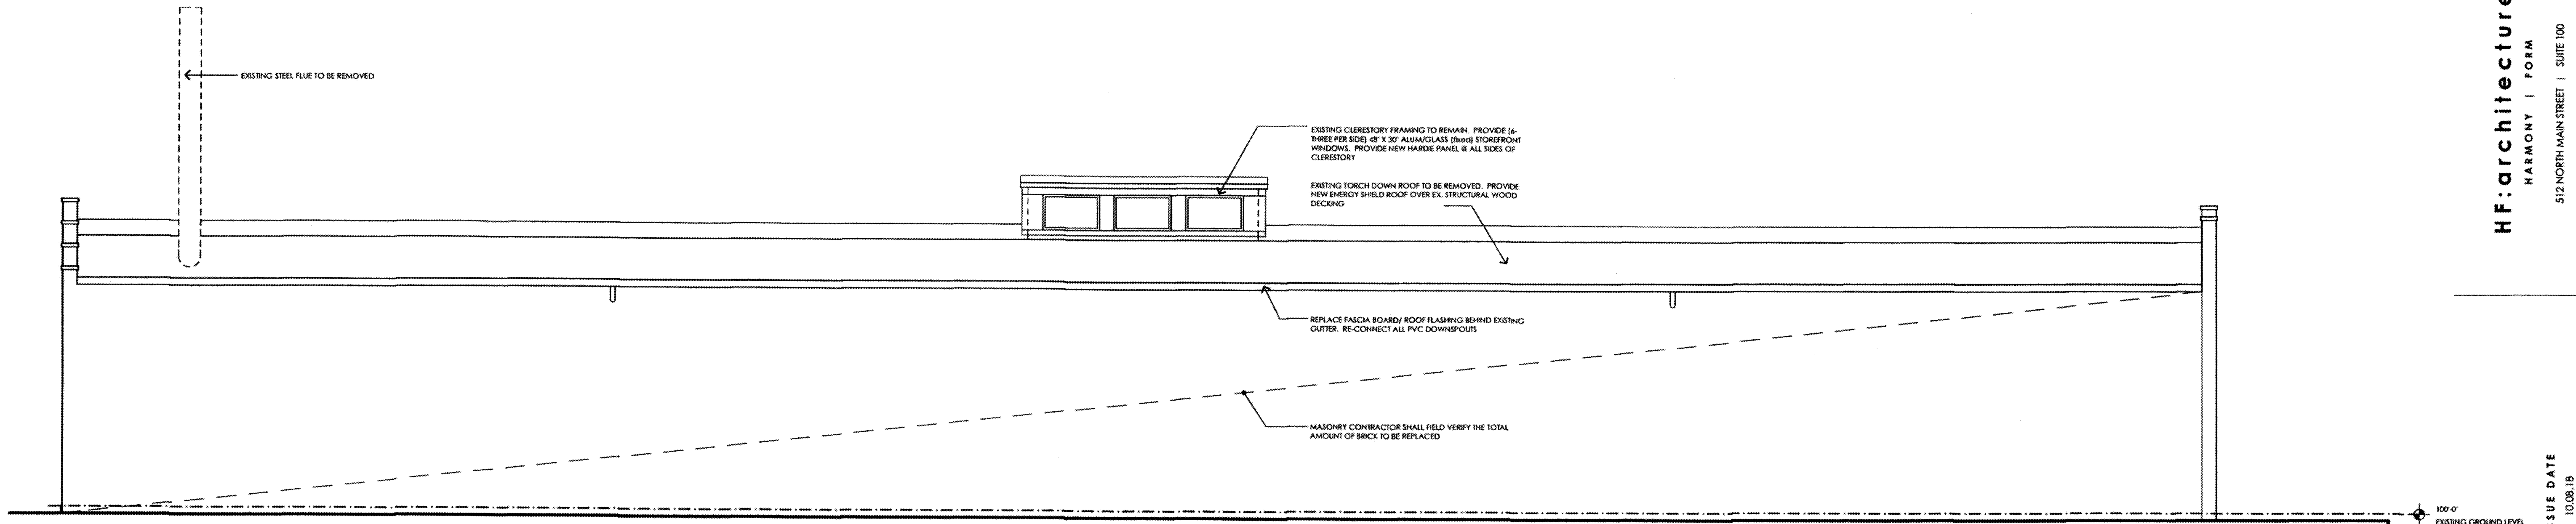 EXISTING STEEL FLUE TO BE REMOVED
EXISTING CLERESTORY FRAMING TO REMAIN. PROVIDE (6-
THREE PER SIDE) 48" X 30" ALUM/GLASS (fixed) STOREFRONT
WINDOWS. PROVIDE NEW HARDIE PANEL @ ALL SIDES OF
CLERESTORY
EXISTING TORCH DOWN ROOF TO BE REMOVED. PROVIDE
NEW ENERGY SHIELD ROOF OVER EX. STRUCTURAL WOOD
DECKING
REPLACE FASCIA BOARD/ ROOF FLASHING BEHIND EXISTING
GUTTER. RE-CONNECT ALL PVC DOWNSPOUTS
MASONRY CONTRACTOR SHALL FIELD VERIFY THE TOTAL
AMOUNT OF BRICK TO BE REPLACED
100'-0"
EXISTING GROUND LEVEL
HF:architecture
HARMONY | FORM
512 NORTH MAIN STREET | SUITE 100
SUE DATE
10.08.18